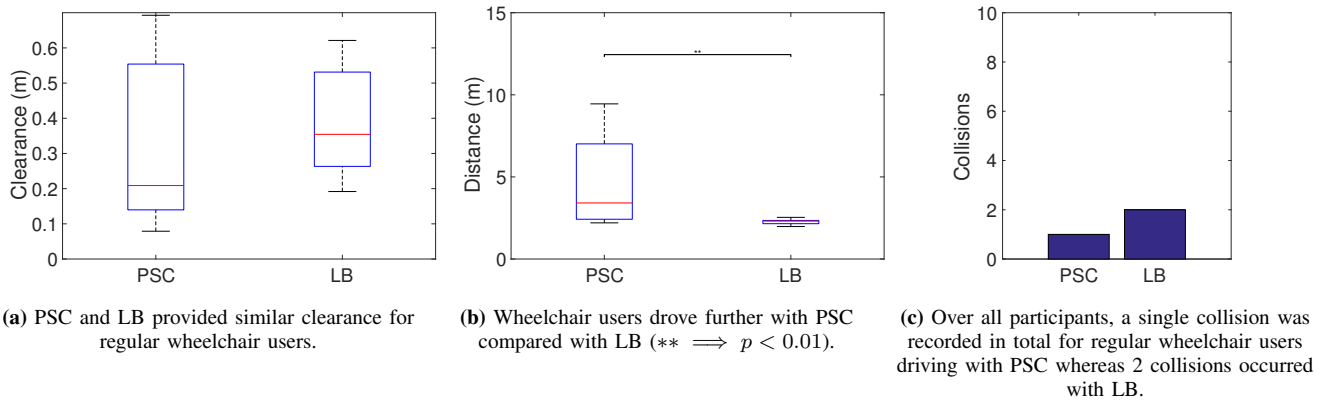 0.6
0.5
0.4
0.3
0.2
0.1
0
Clearance (m)
PSC
LB
15
10
5
0
Distance (m)
**
PSC
LB
10
8
6
4
2
0
Collisions
PSC
LB
(a) PSC and LB provided similar clearance for
regular wheelchair users.
(b) Wheelchair users drove further with PSC
compared with LB (** ⟹ p < 0.01).
(c) Over all participants, a single collision was
recorded in total for regular wheelchair users
driving with PSC whereas 2 collisions occurred
with LB.